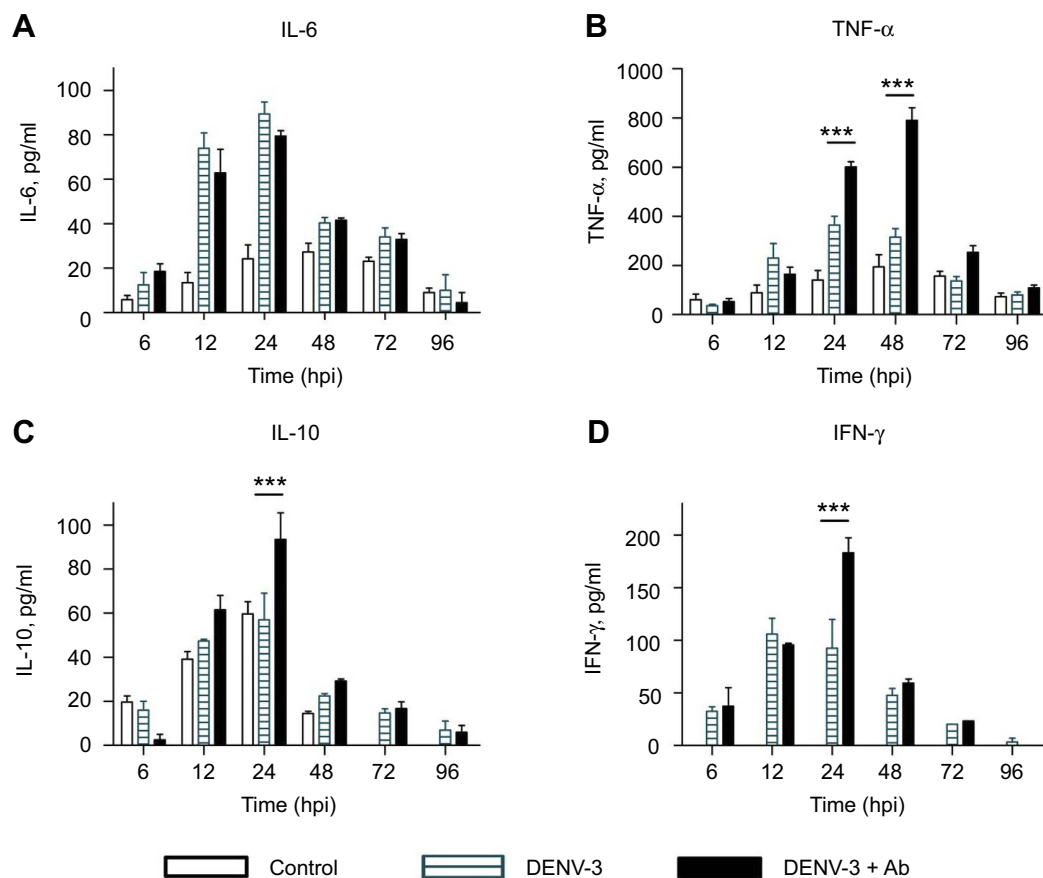 A
IL-6
IL-6, pg/ml
100
80
60
40
20
0
6 12 24 48 72 96
Time (hpi)
B
TNF-α
TNF-α, pg/ml
1000
800
600
400
200
0
***
***
6 12 24 48 72 96
Time (hpi)
C
IL-10
IL-10, pg/ml
100
80
60
40
20
0
***
6 12 24 48 72 96
Time (hpi)
D
IFN-γ
IFN-γ, pg/ml
200
150
100
50
0
***
6 12 24 48 72 96
Time (hpi)
Control DENV-3 DENV-3 + Ab